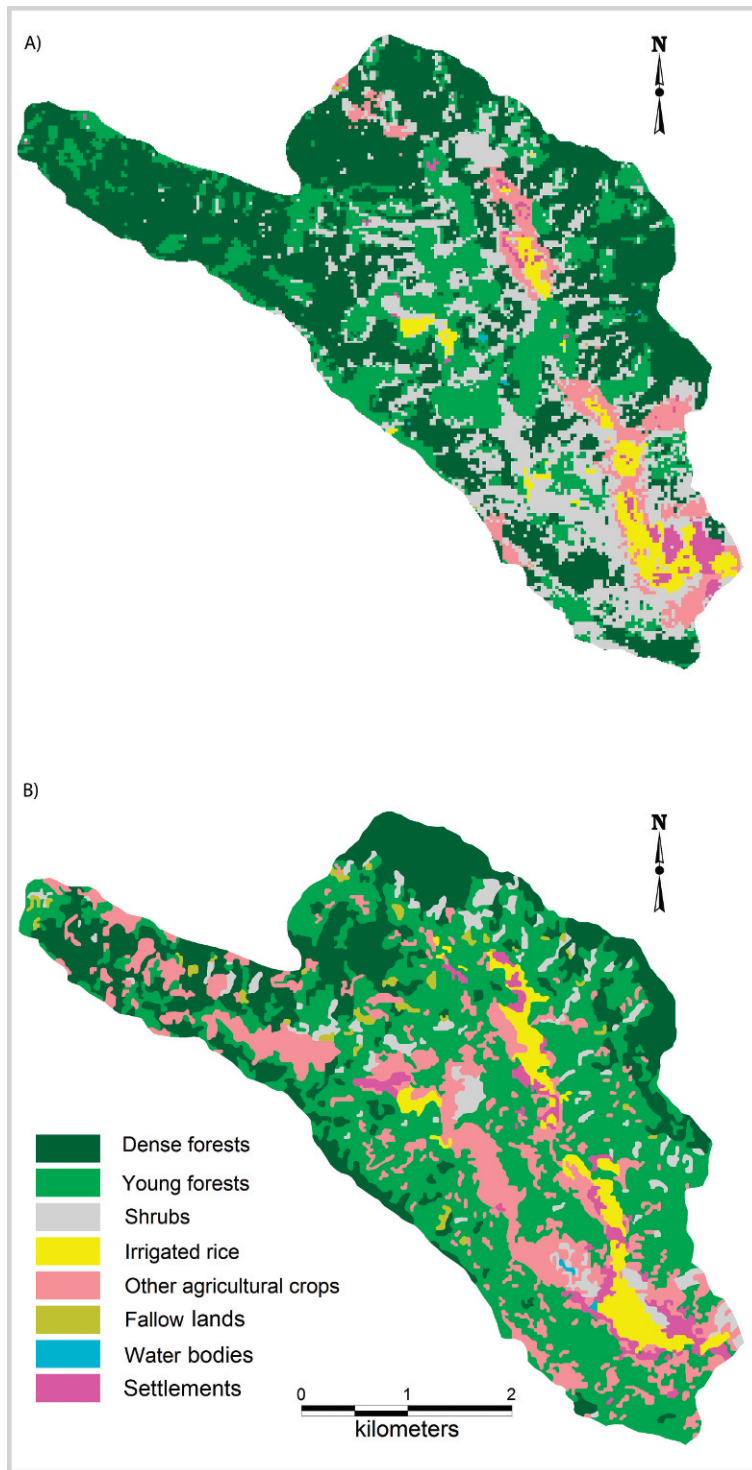 A)
N
B)
N
Dense forests
Young forests
Shrubs
Irrigated rice
Other agricultural crops
Fallow lands
Water bodies
Settlements
0 1 2
kilometers